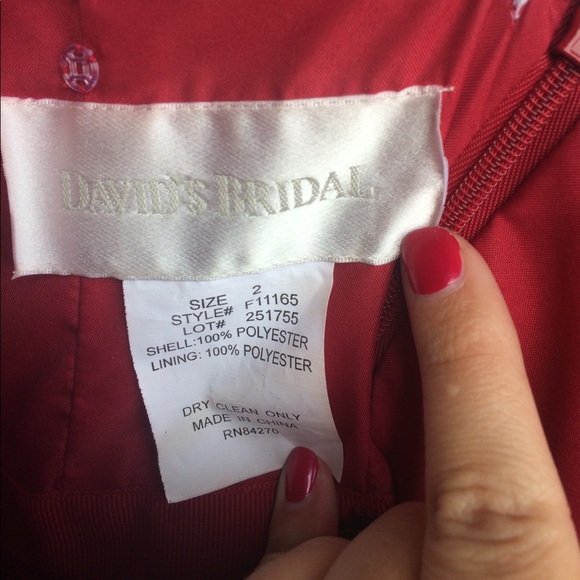 DAVID'S BRIDAL
SIZE 2
STYLE# F11165
LOT# 251755
SHELL:100% POLYESTER
LINING: 100% POLYESTER
DRY CLEAN ONLY
MADE IN CHINA
RN84270